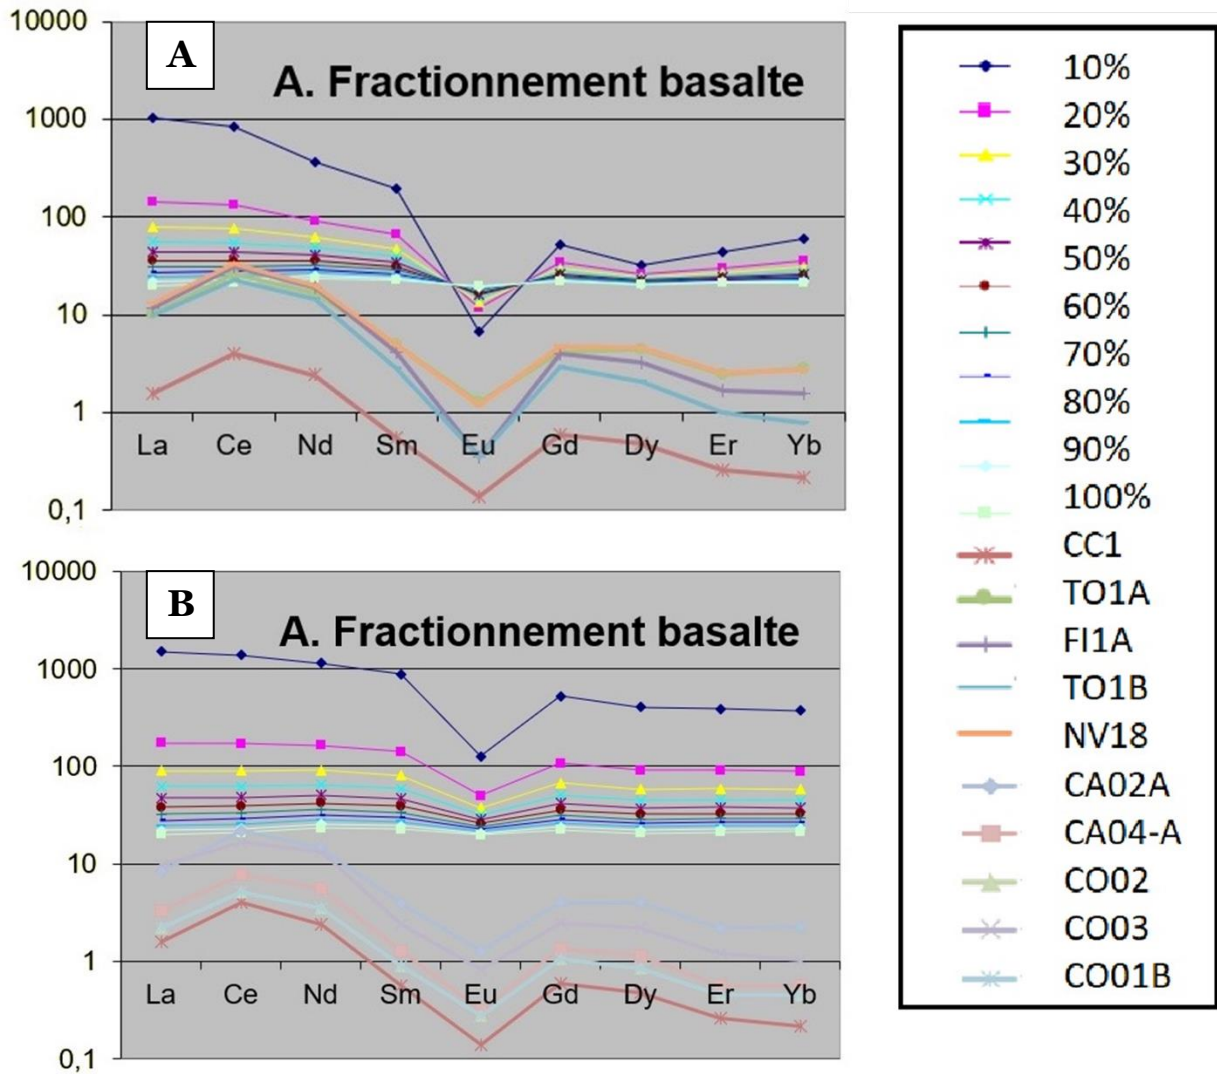 A
A. Fractionnement basalte
10000
1000
100
10
1
0,1
La Ce Nd Sm Eu Gd Dy Er Yb
B
A. Fractionnement basalte
10000
1000
100
10
1
0,1
La Ce Nd Sm Eu Gd Dy Er Yb
10%
20%
30%
40%
50%
60%
70%
80%
90%
100%
CC1
TO1A
FI1A
TO1B
NV18
CA02A
CA04-A
CO02
CO03
CO01B